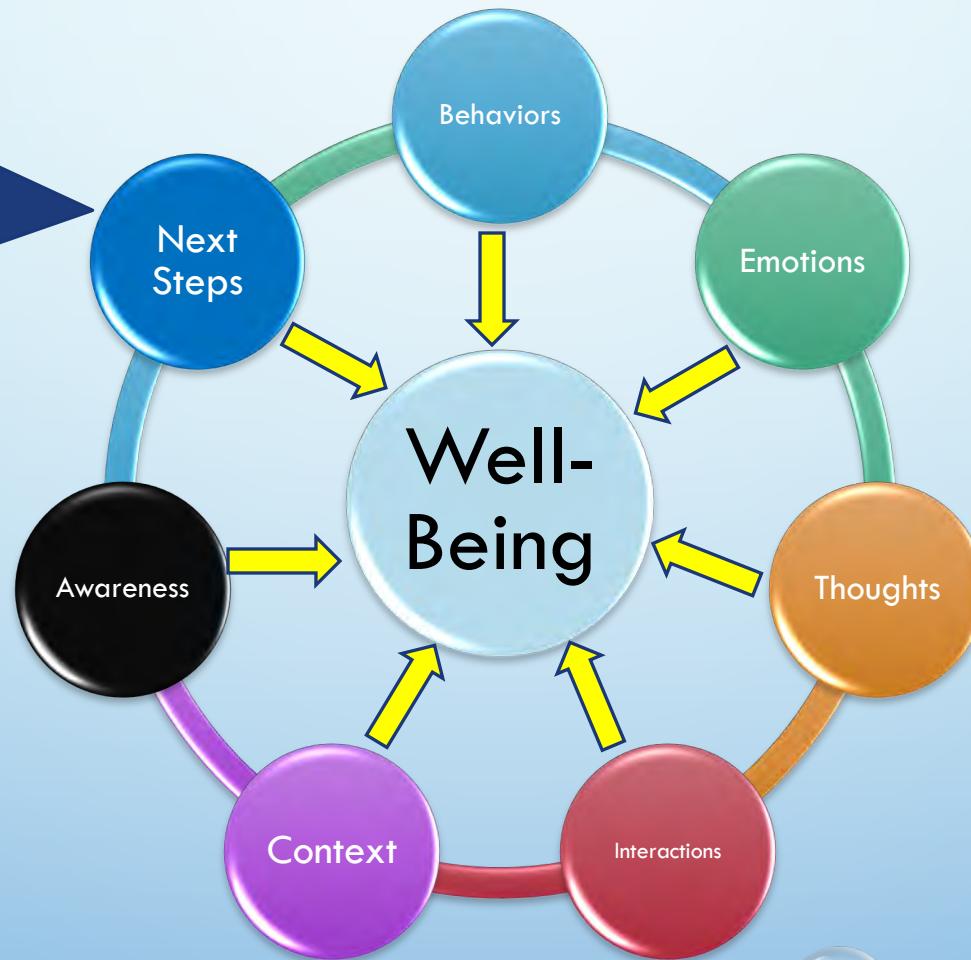 Behaviors
Next
Steps
Emotions
Well-
Being
Awareness
Thoughts
Context
Interactions